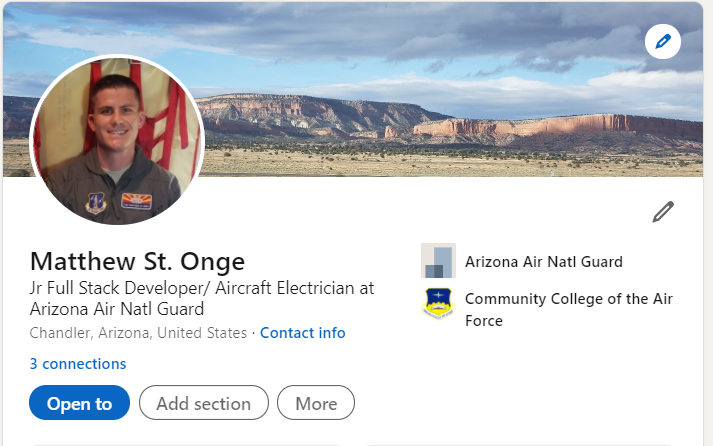 Matthew St. Onge
Jr Full Stack Developer/ Aircraft Electrician at
Arizona Air Natl Guard
Chandler, Arizona, United States · Contact info
3 connections
Open to
Add section
More
Arizona Air Natl Guard
Community College of the Air
Force